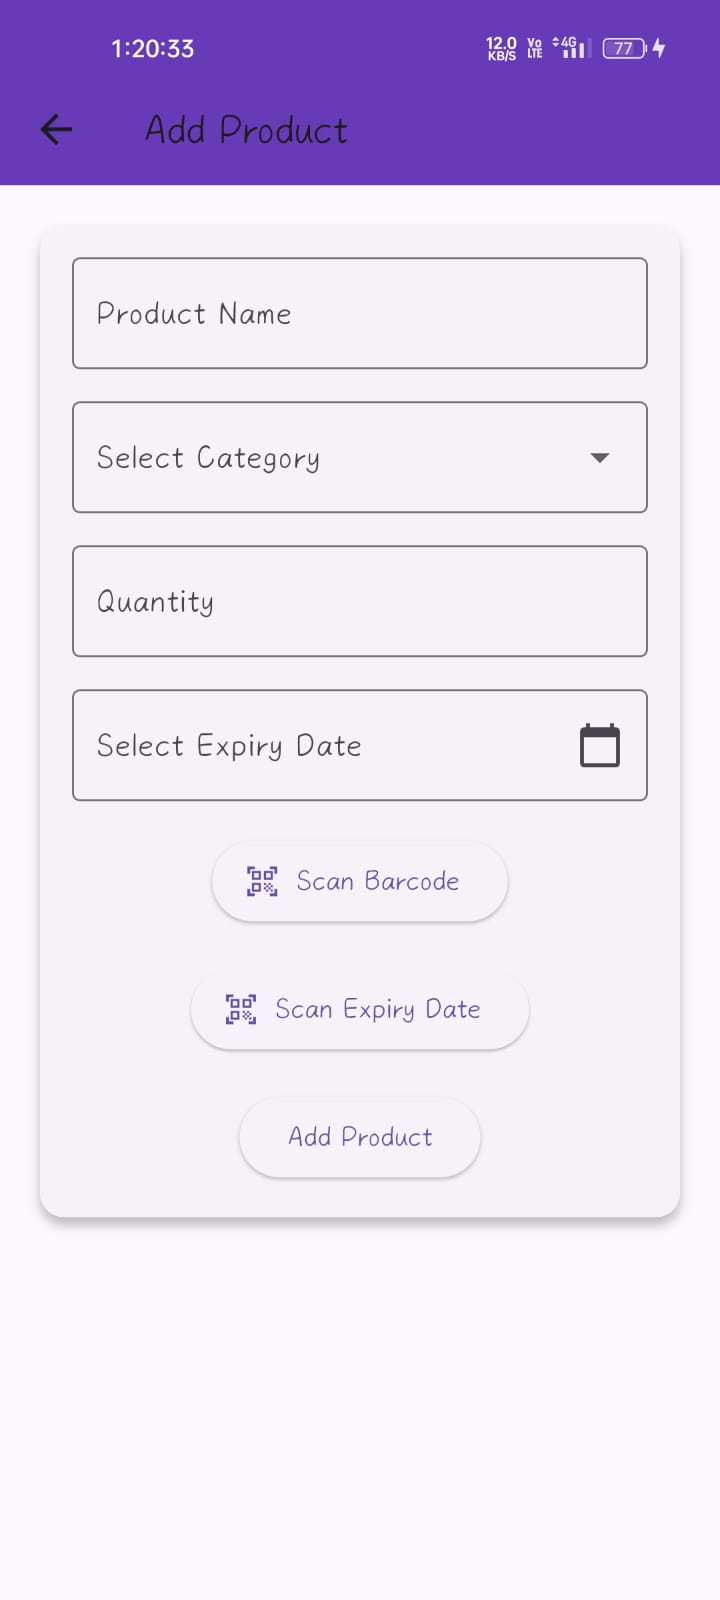 1:20:33 12.0 KB/S Vo LTE 4G 77
Add Product
Product Name
Select Category
Quantity
Select Expiry Date
Scan Barcode
Scan Expiry Date
Add Product